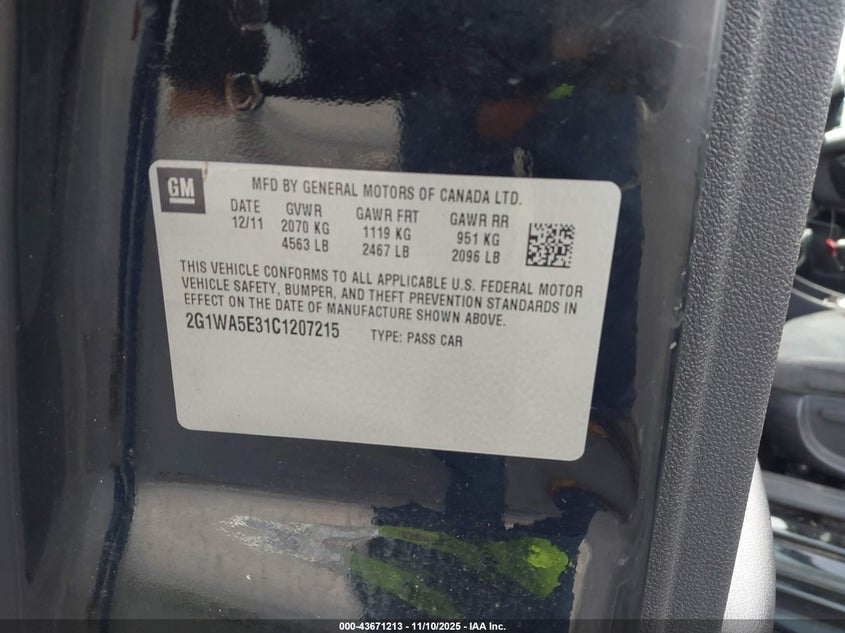 GM
MFD BY GENERAL MOTORS OF CANADA LTD.
DATE GVWR GAWR FRT GAWR RR
12/11 2070 KG 1119 KG 951 KG
4563 LB 2467 LB 2096 LB
THIS VEHICLE CONFORMS TO ALL APPLICABLE U.S. FEDERAL MOTOR
VEHICLE SAFETY, BUMPER, AND THEFT PREVENTION STANDARDS IN
EFFECT ON THE DATE OF MANUFACTURE SHOWN ABOVE.
2G1WA5E31C1207215 TYPE: PASS CAR
000-43671213 — 11/10/2025 — IAA Inc.